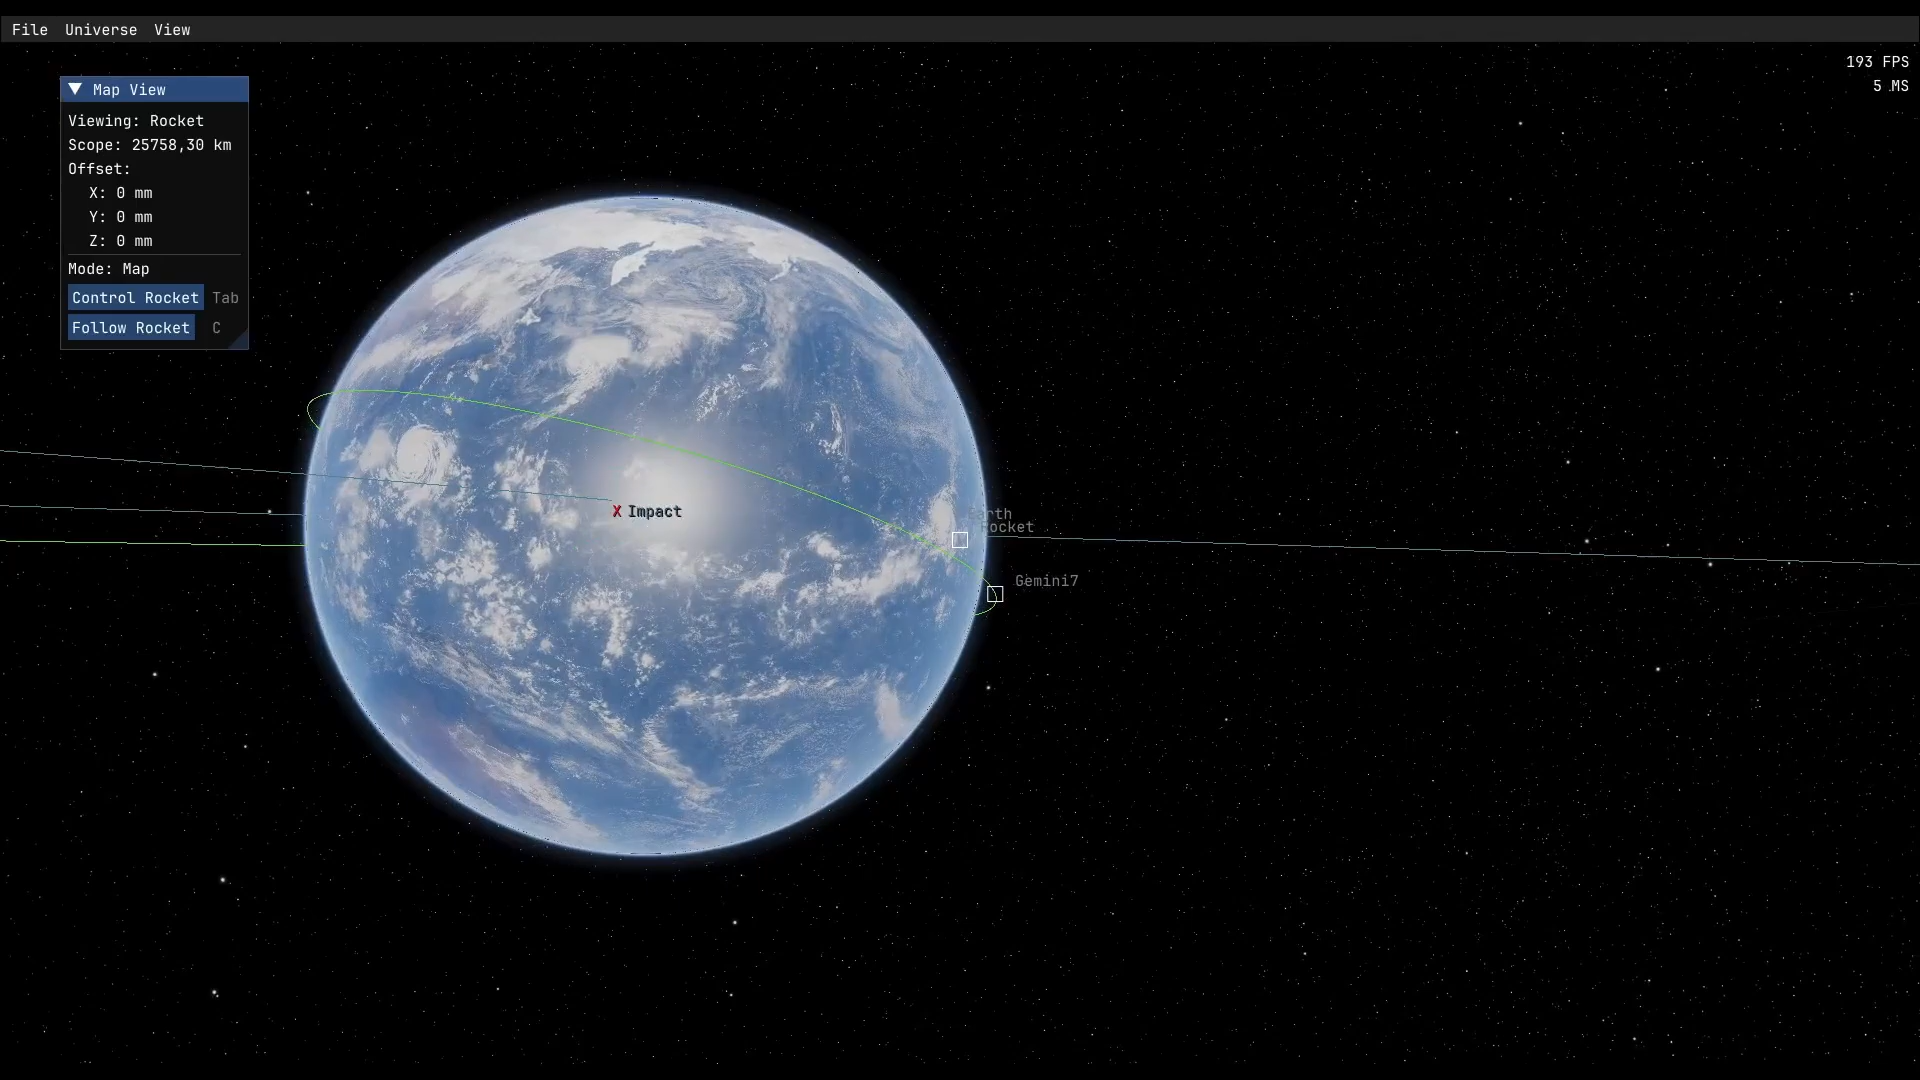 File Universe View
193 FPS
5 MS
Map View
Viewing: Rocket
Scope: 25758,30 km
Offset:
X: 0 mm
Y: 0 mm
Z: 0 mm
Mode: Map
Control Rocket Tab
Follow Rocket C
X Impact
Rocket
Gemini7